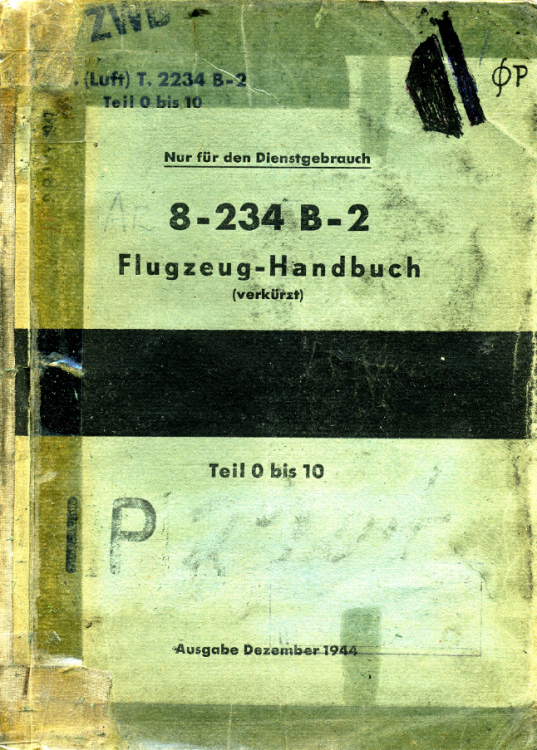 ZWB
(Luft) T. 2234 B-2
Teil 0 bis 10
ϕP
Nur für den Dienstgebrauch
8-234 B-2
Flugzeug-Handbuch
(verkürzt)
Teil 0 bis 10
P
Ausgabe Dezember 1944